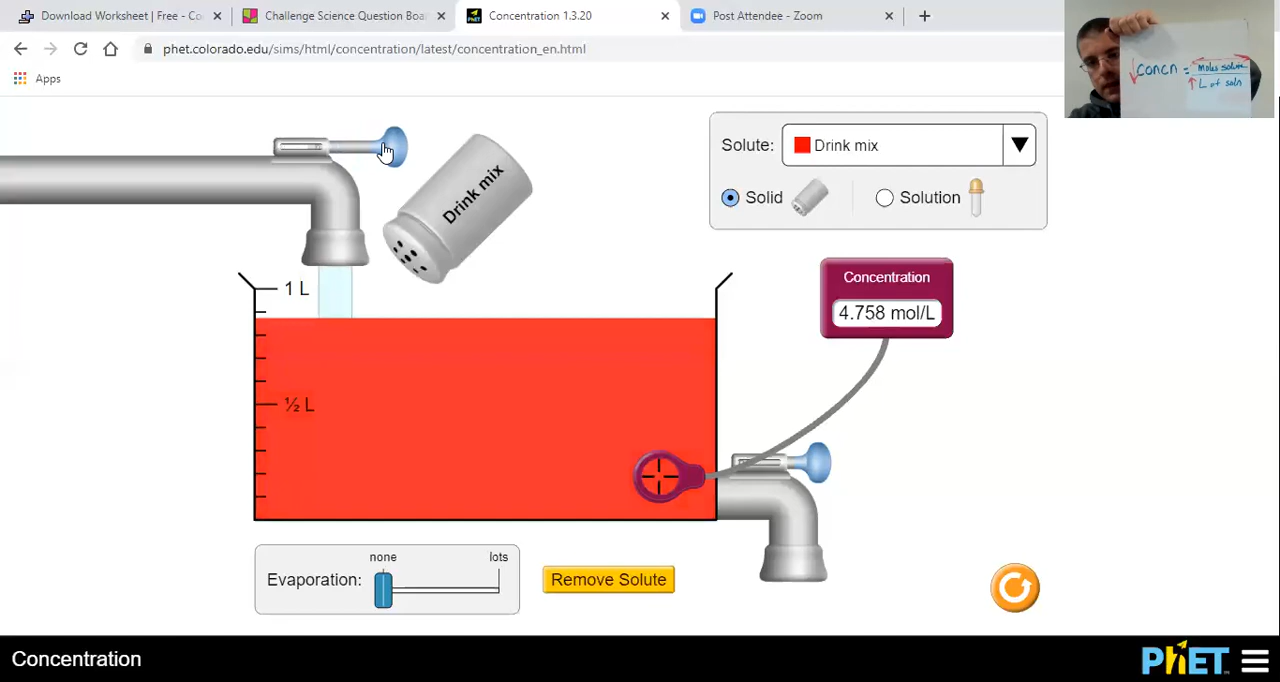 Download Worksheet | Free - Co
Challenge Science Question Boa
Concentration 1.3.20
Post Attendee - Zoom
phet.colorado.edu/sims/html/concentration/latest/concentration_en.html
Apps
↓ CONCN = moles solute
↑ L of soln
Solute: Drink mix
Solid
Solution
Drink mix
Concentration
4.758 mol/L
1 L
½ L
none
lots
Evaporation:
Remove Solute
Concentration
PhET